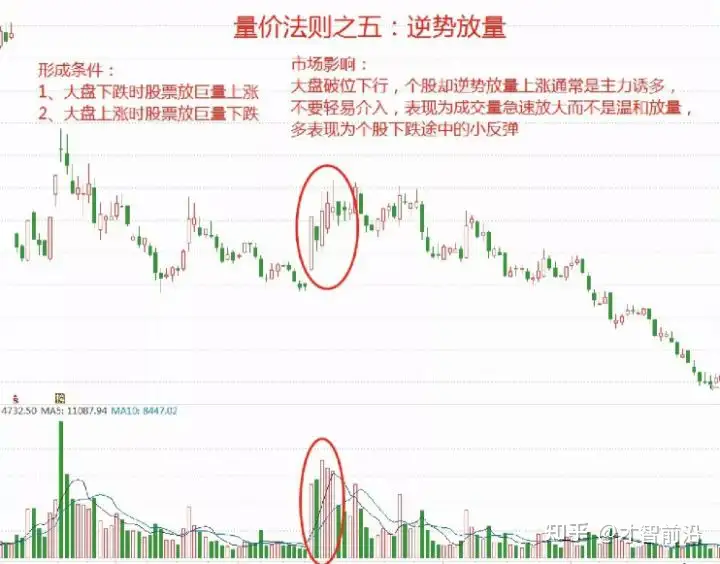 量价法则之五：逆势放量
形成条件：
1、大盘下跌时股票放巨量上涨
2、大盘上涨时股票放巨量下跌
市场影响：
大盘破位下行，个股却逆势放量上涨通常是主力诱多，
不要轻易介入，表现为成交量急速放大而不是温和放量，
多表现为个股下跌途中的小反弹
4732.50 MA5: 11087.94 MA10: 8447.02
知乎 @才智前沿